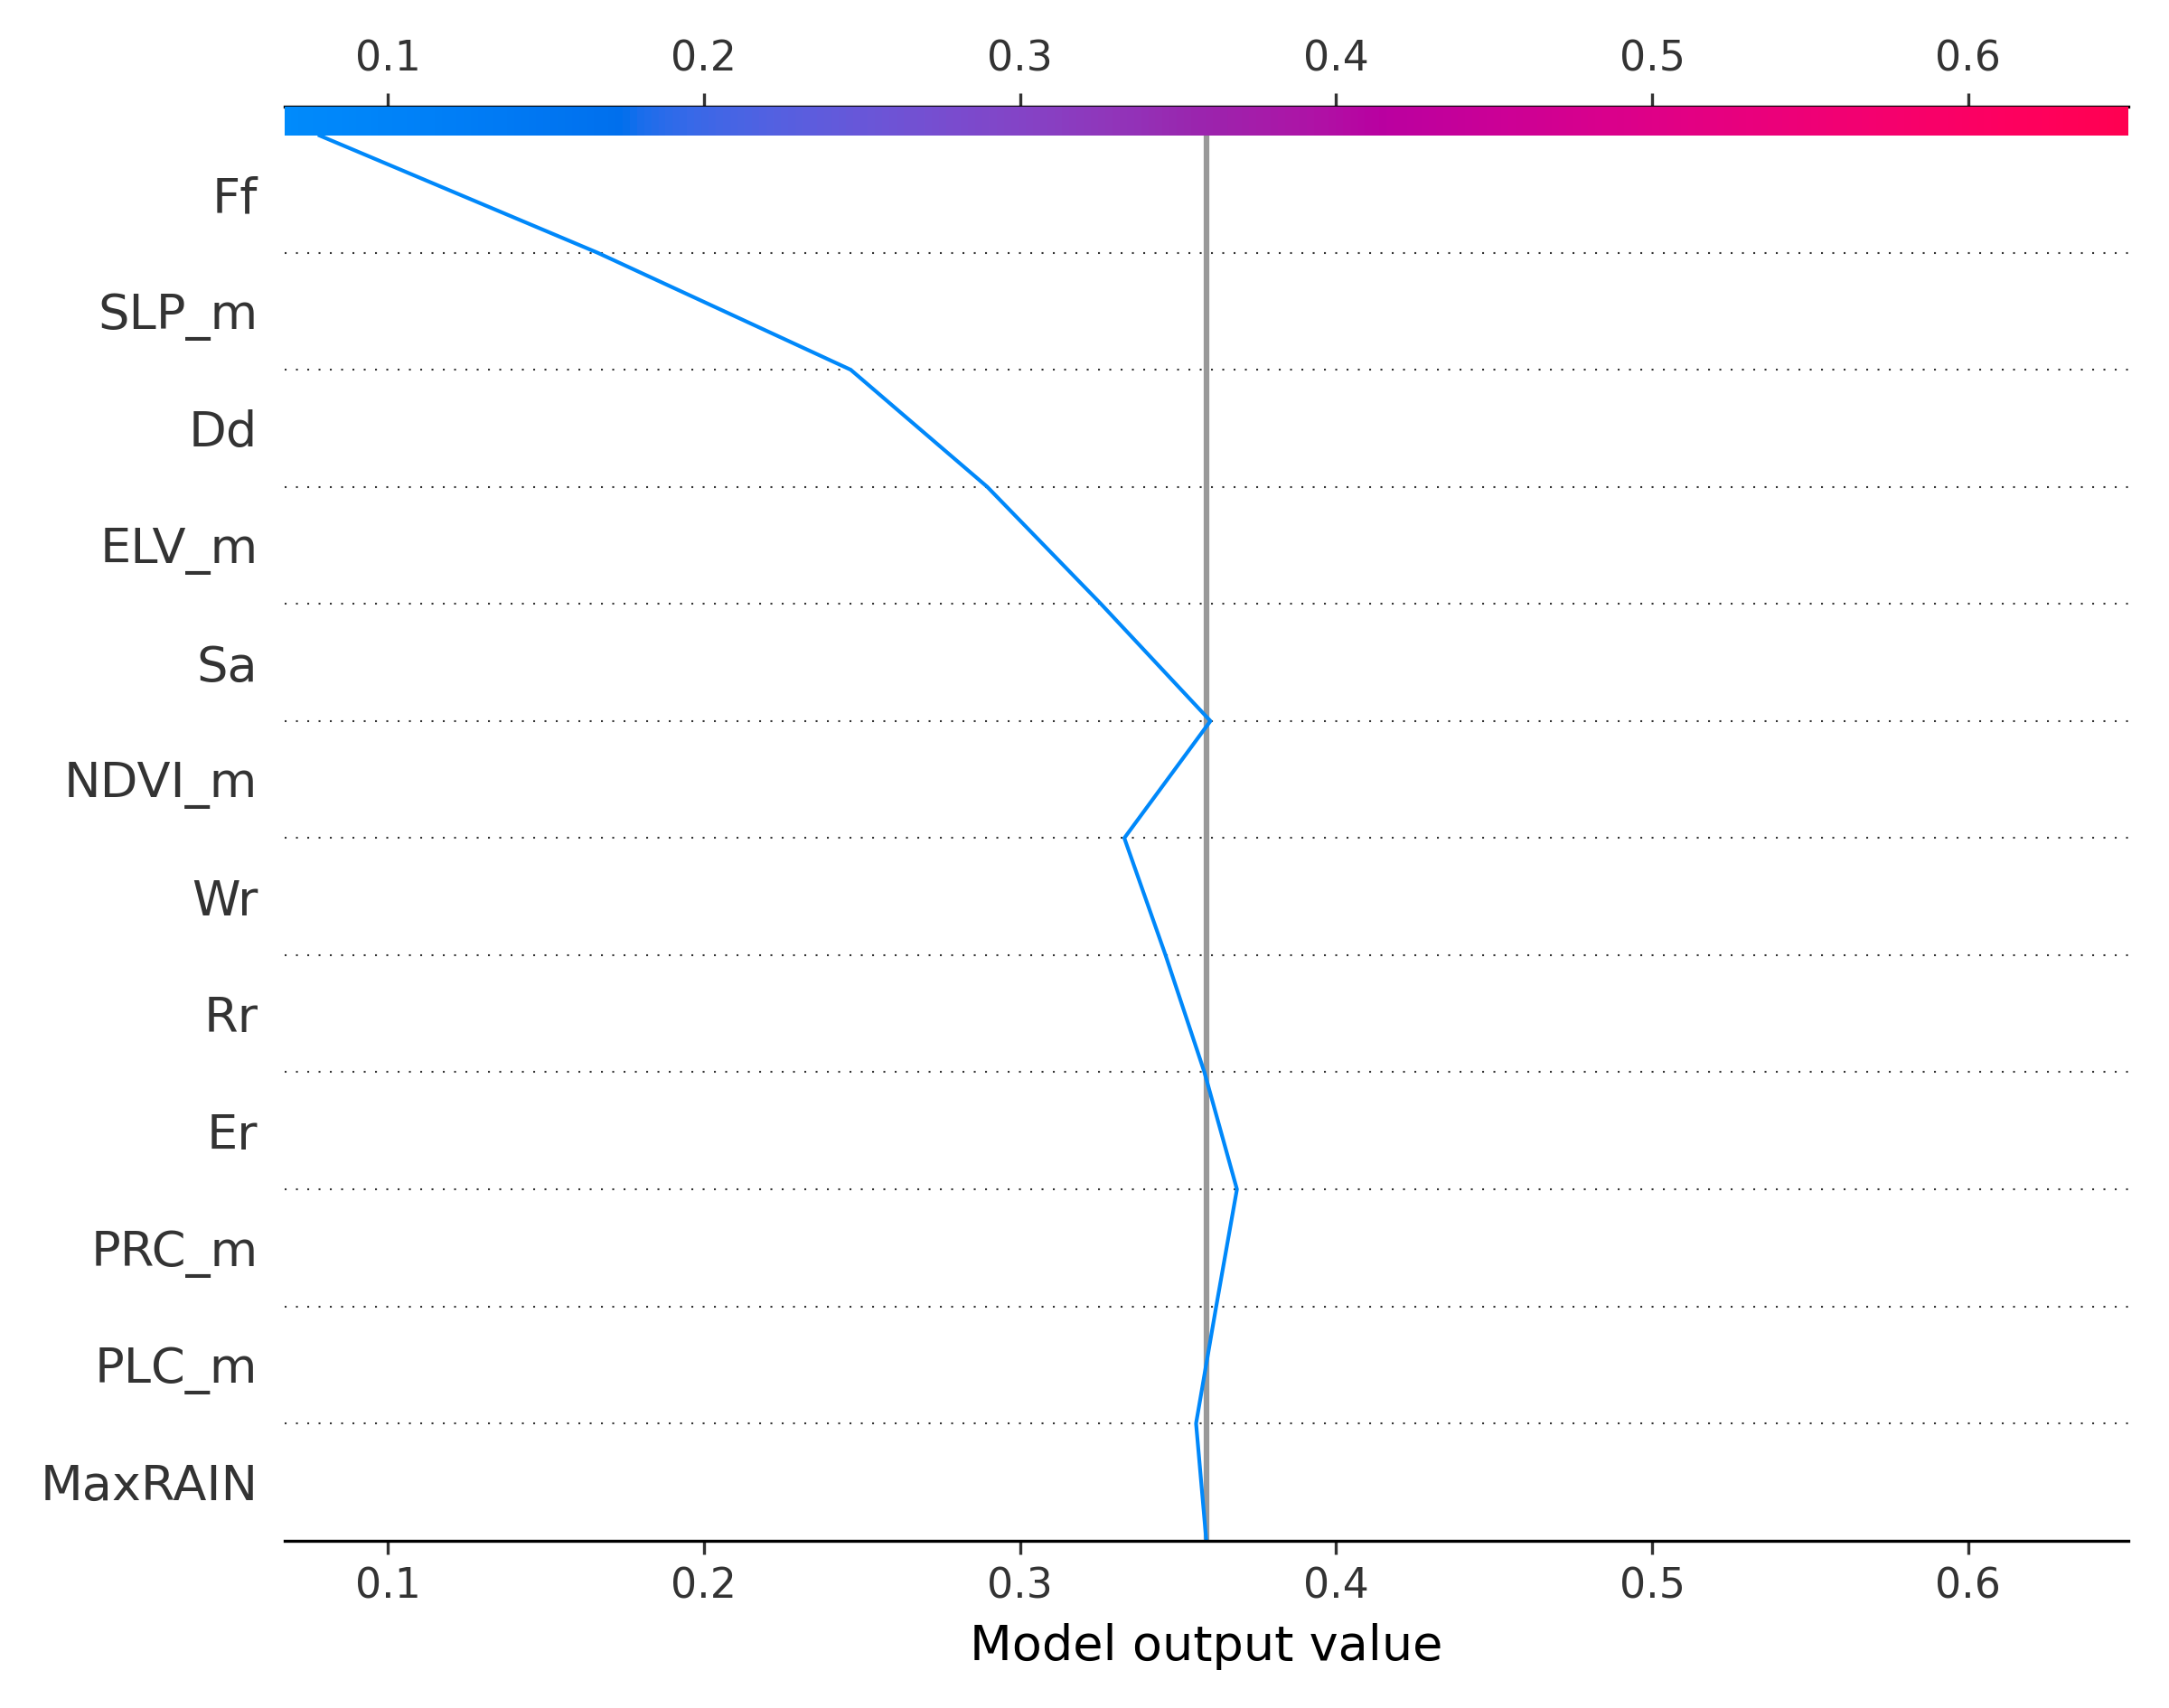 0.1 0.2 0.3 0.4 0.5 0.6
Ff
SLP_m
Dd
ELV_m
Sa
NDVI_m
Wr
Rr
Er
PRC_m
PLC_m
MaxRAIN
0.1 0.2 0.3 0.4 0.5 0.6
Model output value